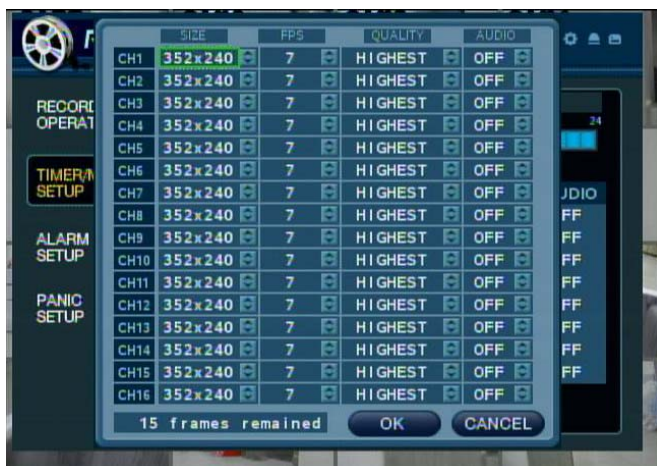 SIZE FPS QUALITY AUDIO
CH1 352x240 7 HIGHEST OFF
CH2 352x240 7 HIGHEST OFF
CH3 352x240 7 HIGHEST OFF
CH4 352x240 7 HIGHEST OFF
CH5 352x240 7 HIGHEST OFF
CH6 352x240 7 HIGHEST OFF
CH7 352x240 7 HIGHEST OFF
CH8 352x240 7 HIGHEST OFF
CH9 352x240 7 HIGHEST OFF
CH10 352x240 7 HIGHEST OFF
CH11 352x240 7 HIGHEST OFF
CH12 352x240 7 HIGHEST OFF
CH13 352x240 7 HIGHEST OFF
CH14 352x240 7 HIGHEST OFF
CH15 352x240 7 HIGHEST OFF
CH16 352x240 7 HIGHEST OFF
15 frames remained OK CANCEL
RECORD
OPERAT
TIMER/M
SETUP
ALARM
SETUP
PANIC
SETUP
24
UDIO
FF
FF
FF
FF
FF
FF
FF